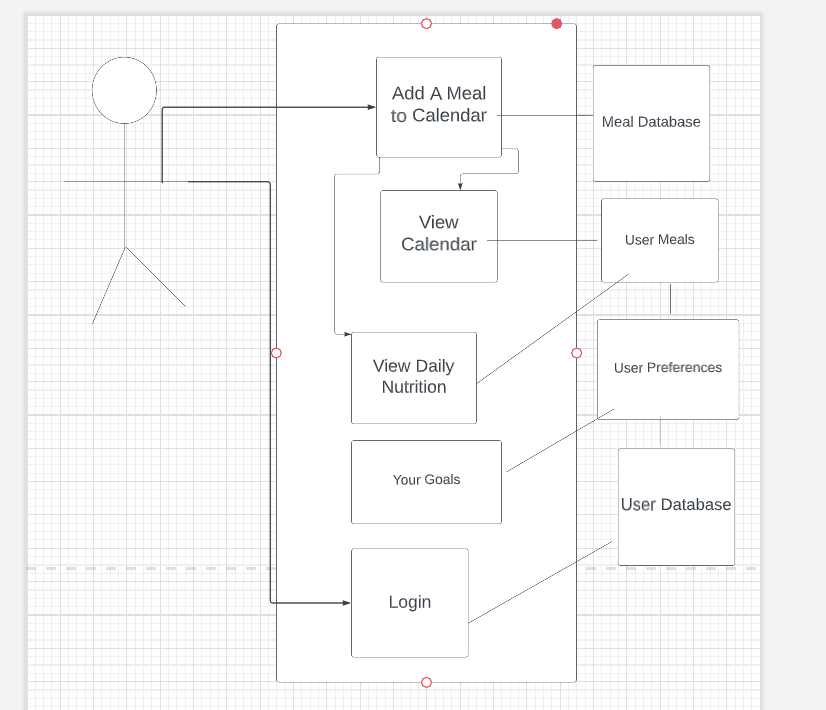 Add A Meal
to Calendar
Meal Database
View
Calendar
User Meals
View Daily
Nutrition
User Preferences
Your Goals
User Database
Login